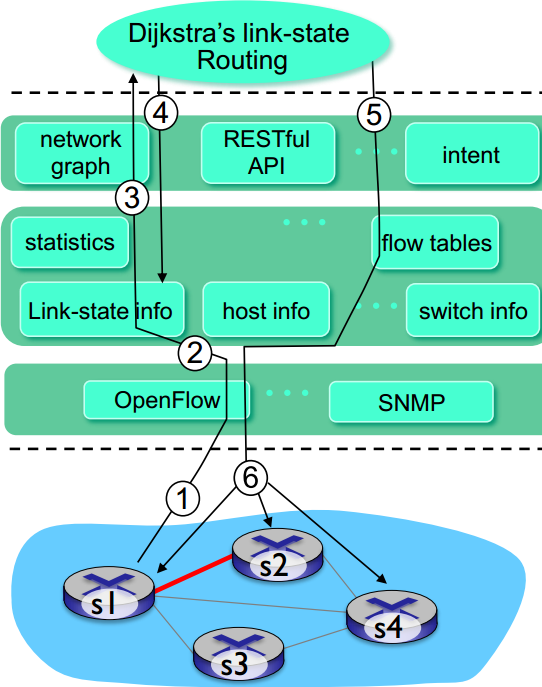 Dijkstra's link-state
Routing
4
5
network
graph
RESTful
API
intent
3
statistics
flow tables
Link-state info
host info
switch info
2
OpenFlow
SNMP
1
6
s2
s1
s4
s3